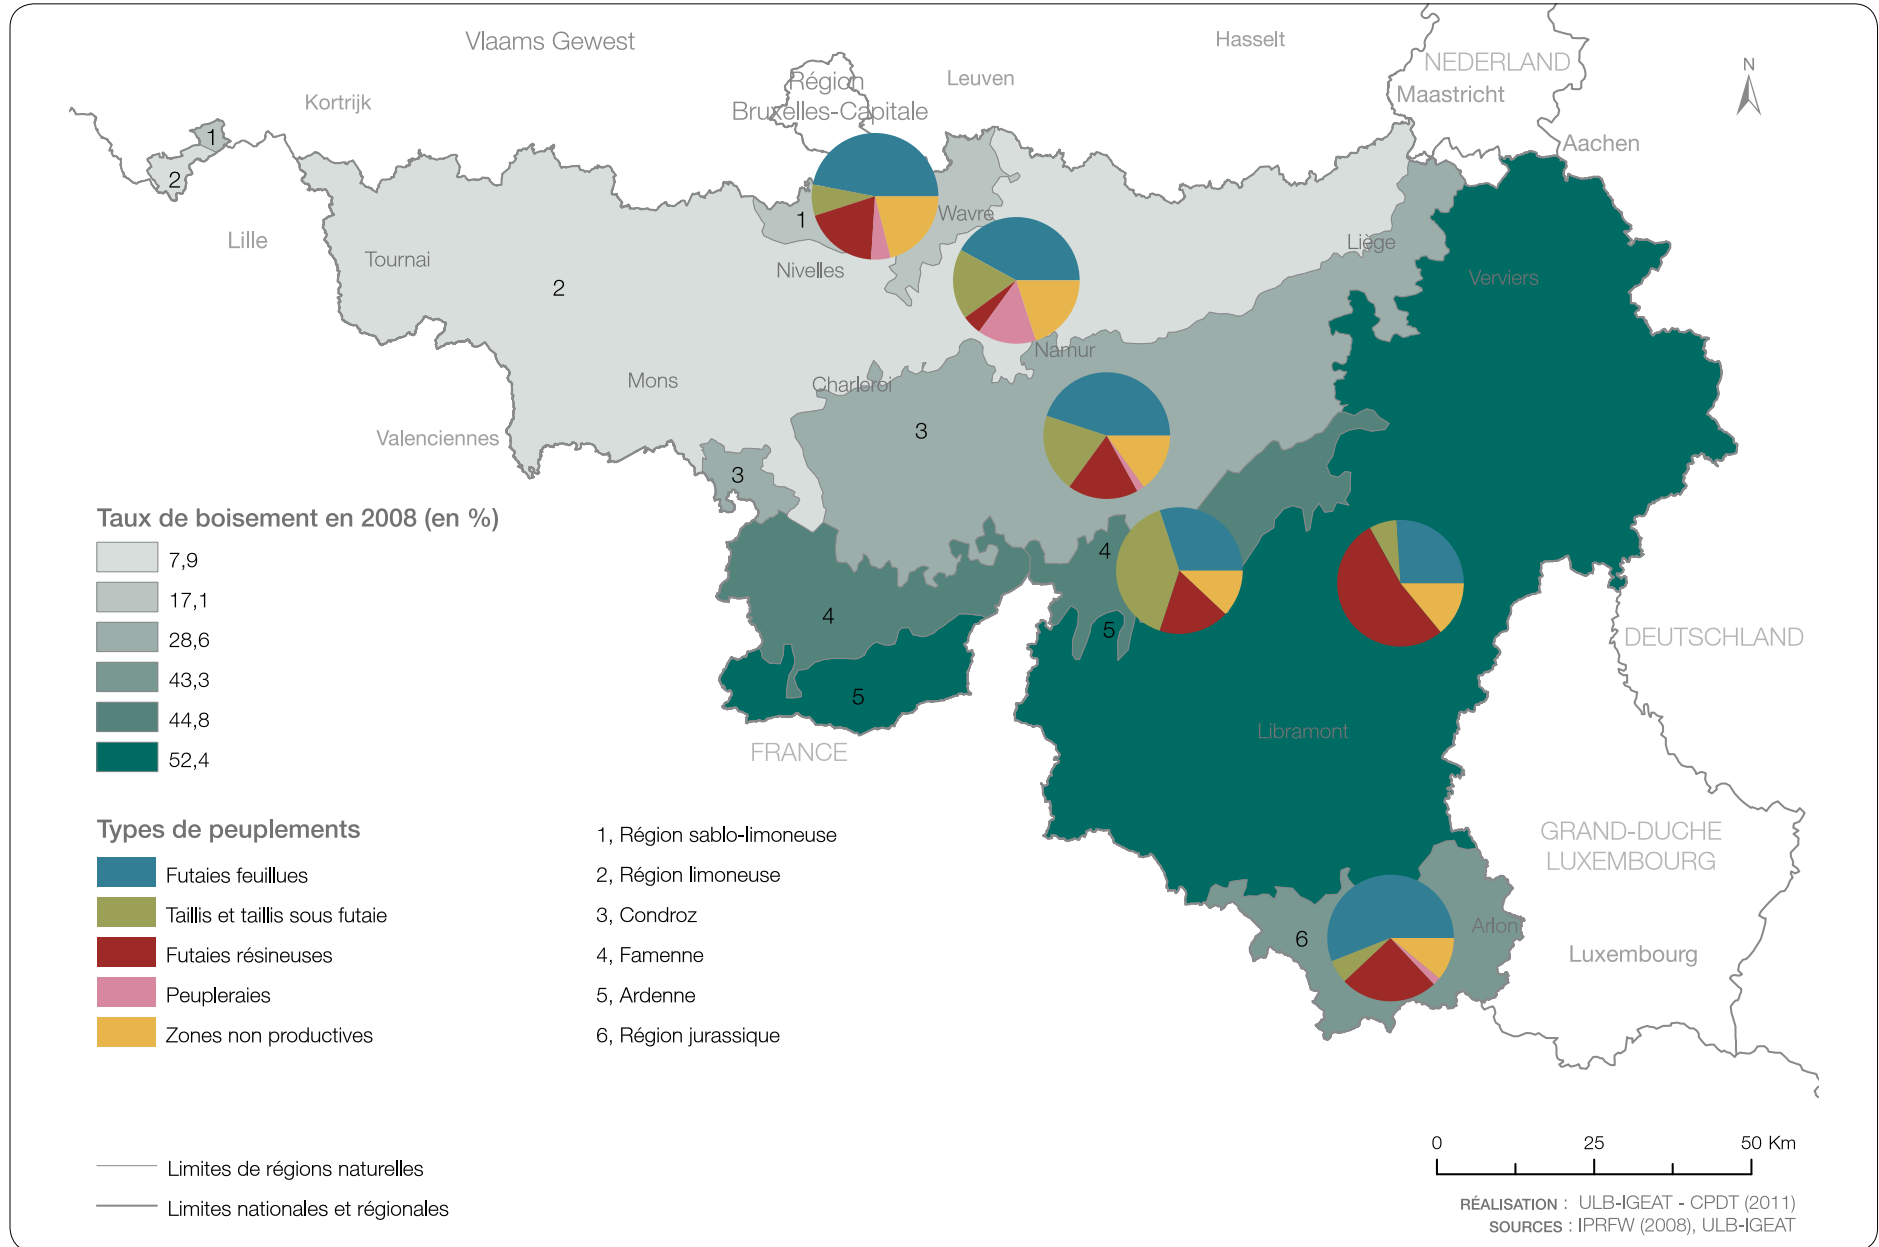 Vlaams Gewest
Hasselt
NEDERLAND
Maastricht
N
Région
Bruxelles-Capitale
Leuven
Kortrijk
Aachen
1
2
Lille
Tournai
2
1
Wavre
Nivelles
Liège
Verviers
Namur
Mons
Charleroi
Valenciennes
3
3
4
4
5
5
DEUTSCHLAND
FRANCE
Libramont
GRAND-DUCHE
LUXEMBOURG
Arlon
6
Luxembourg
Taux de boisement en 2008 (en %)
7,9
17,1
28,6
43,3
44,8
52,4
Types de peuplements
Futaies feuillues
Taillis et taillis sous futaie
Futaies résineuses
Peupleraies
Zones non productives
1, Région sablo-limoneuse
2, Région limoneuse
3, Condroz
4, Famenne
5, Ardenne
6, Région jurassique
Limites de régions naturelles
Limites nationales et régionales
0 25 50 Km
RÉALISATION : ULB-IGEAT - CPDT (2011)
SOURCES : IPRFW (2008), ULB-IGEAT